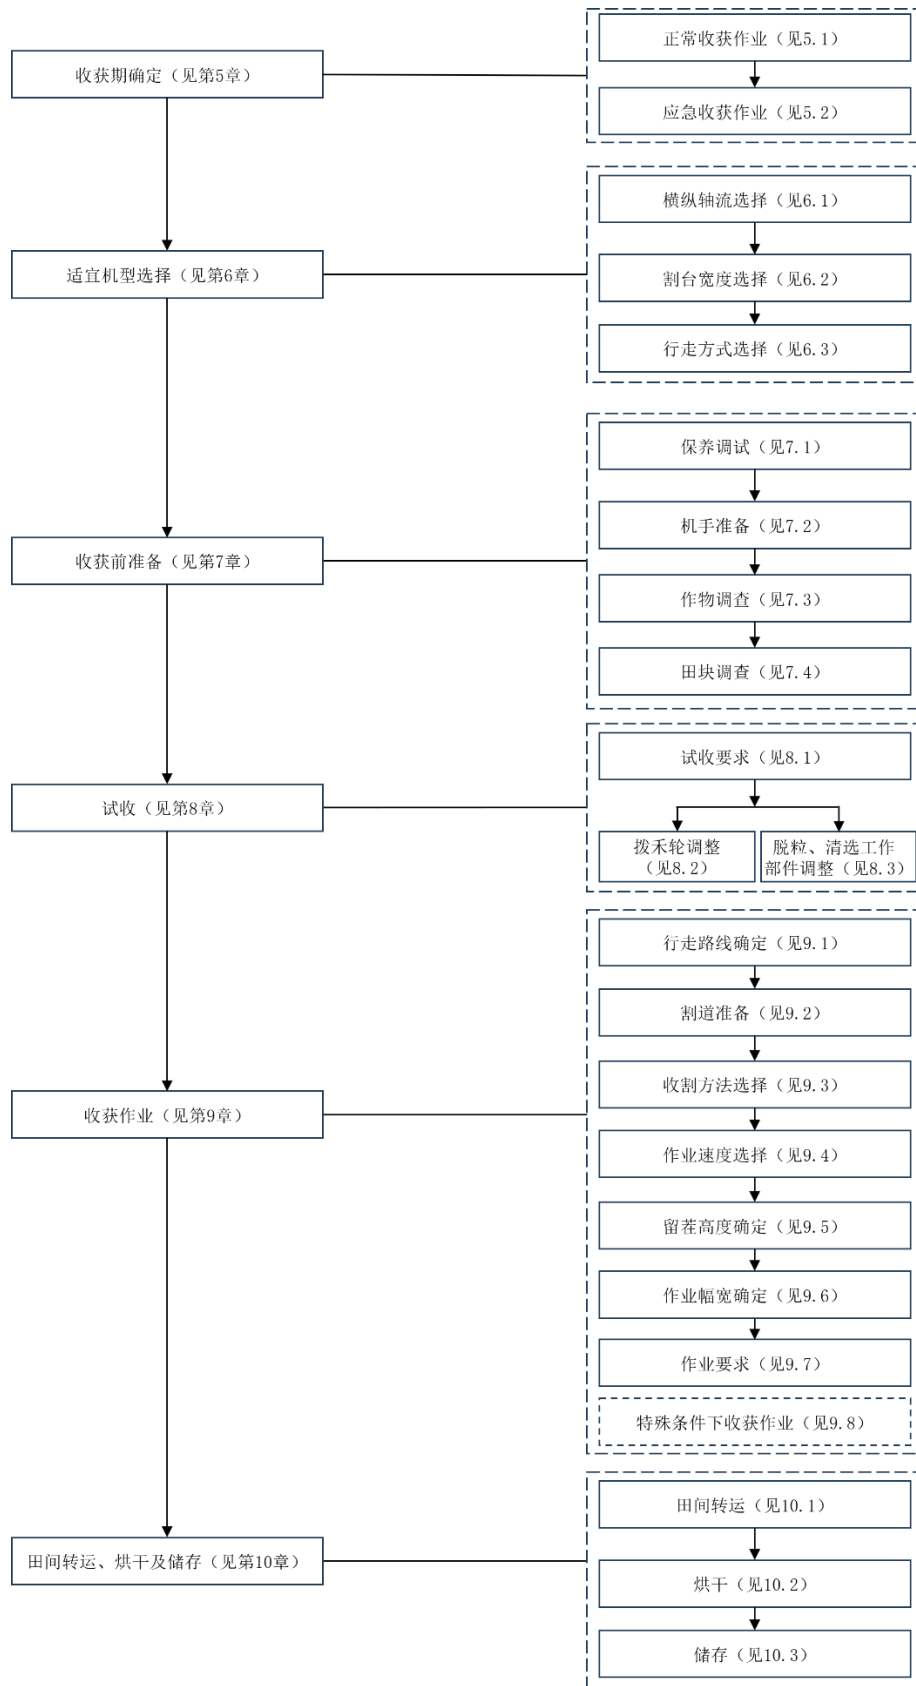 收获期确定（见第5章）
正常收获作业（见5.1）
应急收获作业（见5.2）
适宜机型选择（见第6章）
横纵轴流选择（见6.1）
割台宽度选择（见6.2）
行走方式选择（见6.3）
收获前准备（见第7章）
保养调试（见7.1）
机手准备（见7.2）
作物调查（见7.3）
田块调查（见7.4）
试收（见第8章）
试收要求（见8.1）
拨禾轮调整
（见8.2）
脱粒、清选工作
部件调整（见8.3）
收获作业（见第9章）
行走路线确定（见9.1）
割道准备（见9.2）
收割方法选择（见9.3）
作业速度选择（见9.4）
留茬高度确定（见9.5）
作业幅宽确定（见9.6）
作业要求（见9.7）
特殊条件下收获作业（见9.8）
田间转运、烘干及储存（见第10章）
田间转运（见10.1）
烘干（见10.2）
储存（见10.3）